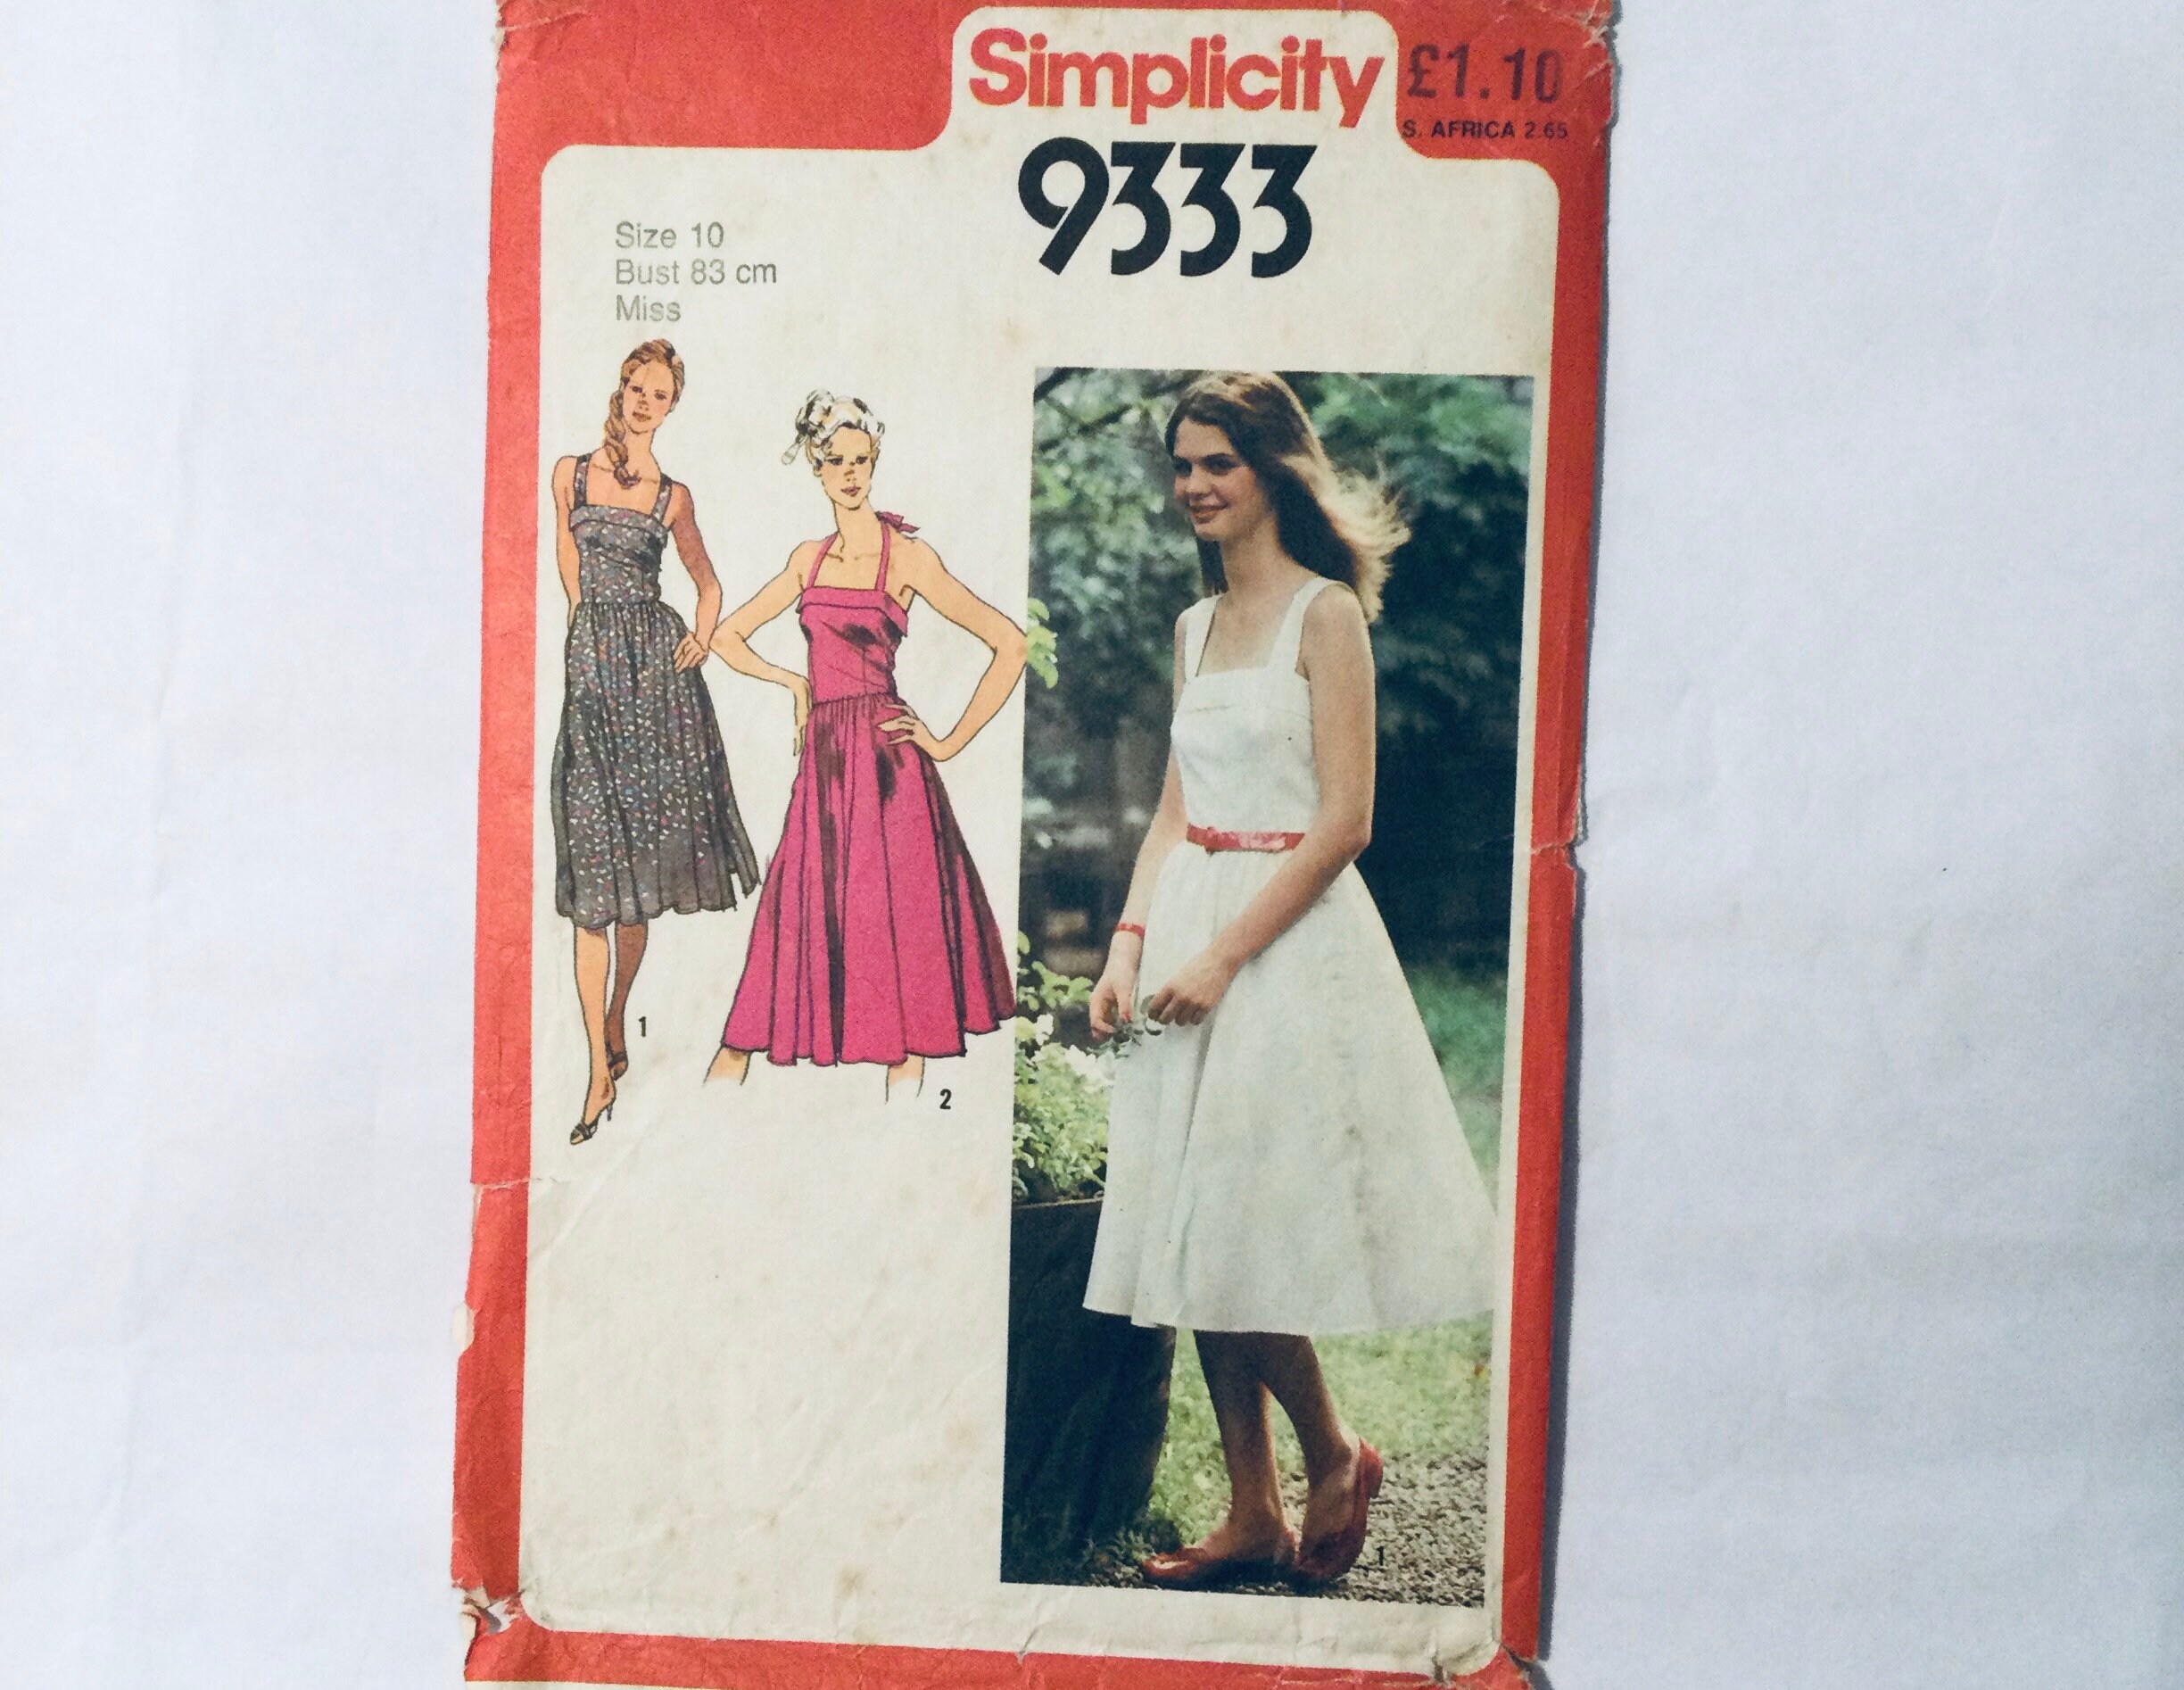 Simplicity
£1.10
S. AFRICA 2.65
9333
Size 10
Bust 83 cm
Miss
1
2
1